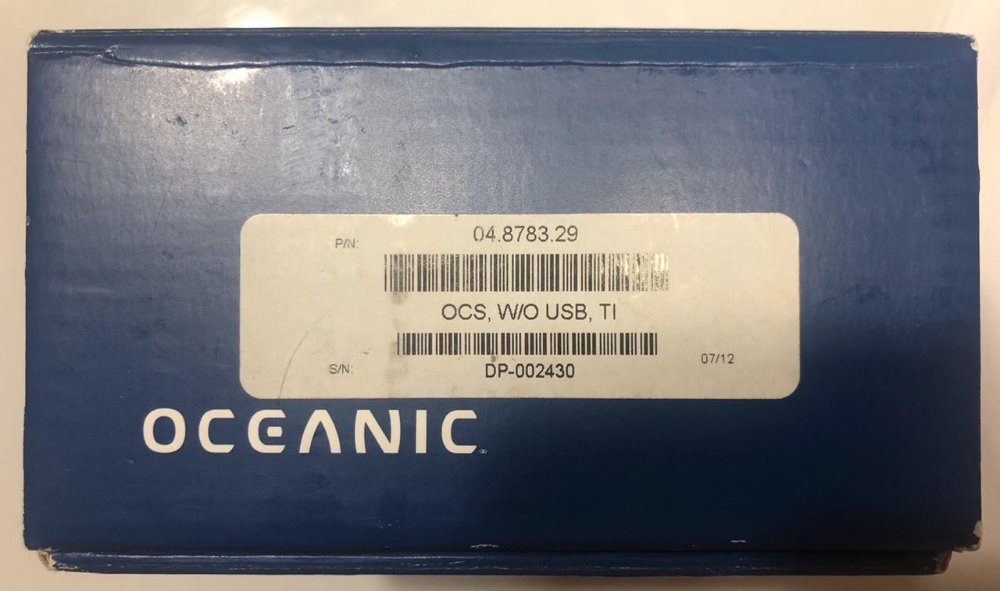 P/N: 04.8783.29
OCS, W/O USB, TI
S/N: DP-002430 07/12
OCEANIC®